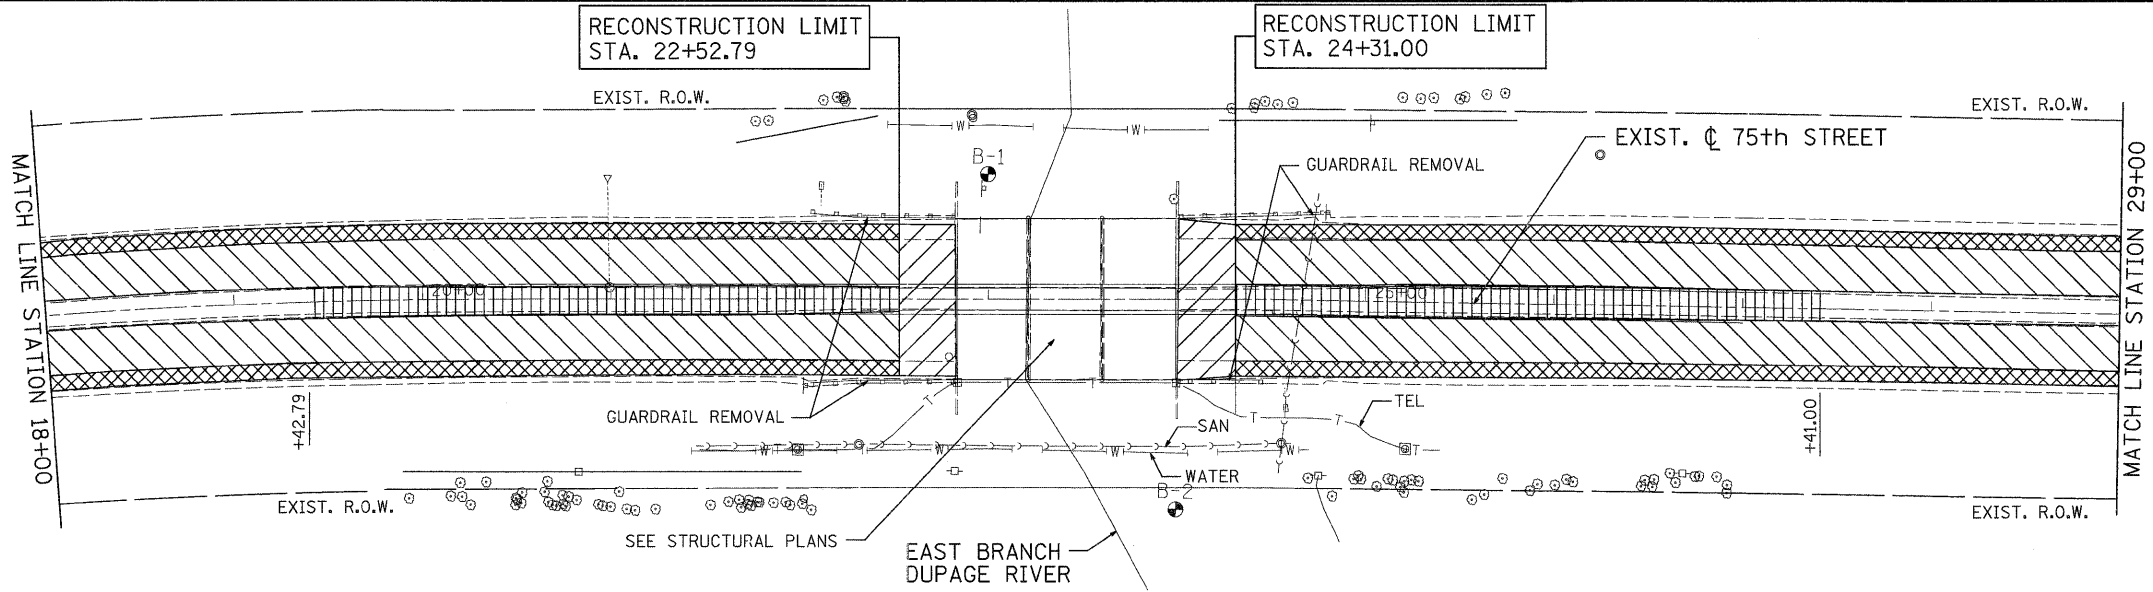 RECONSTRUCTION LIMIT
STA. 22+52.79
RECONSTRUCTION LIMIT
STA. 24+31.00
EXIST. R.O.W.
EXIST. R.O.W.
W
W
EXIST. ℄ 75th STREET
B-1
GUARDRAIL REMOVAL
MATCH LINE STATION 18+00
MATCH LINE STATION 29+00
20+00
25+00
+42.79
GUARDRAIL REMOVAL
T
T
T
T
T
TEL
+41.00
SAN
W
T
W
W
W
T
WATER
B-2
EXIST. R.O.W.
EXIST. R.O.W.
SEE STRUCTURAL PLANS
EAST BRANCH
DUPAGE RIVER